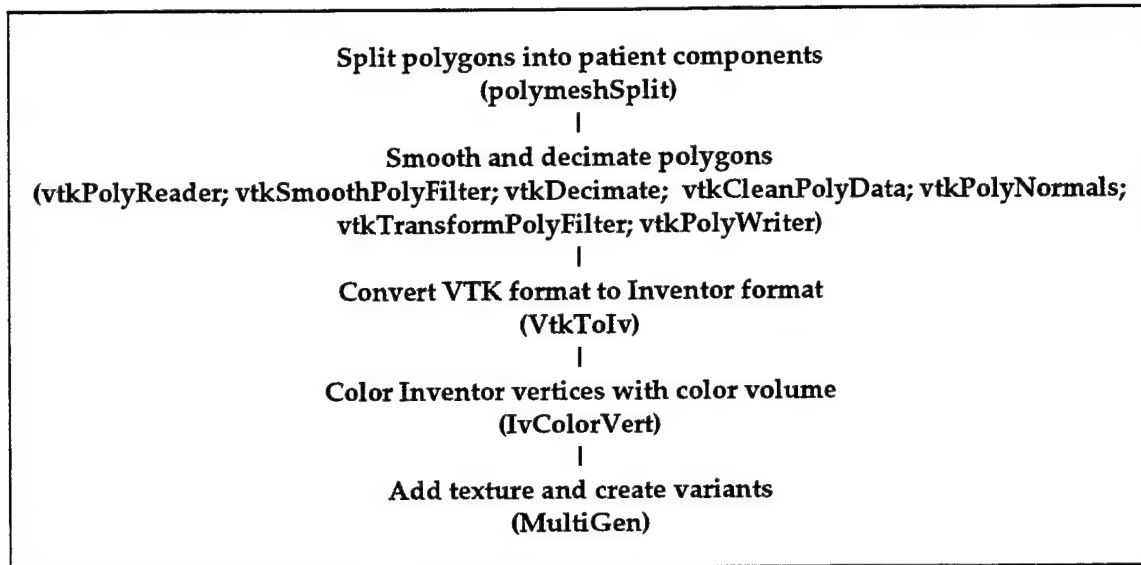 Split polygons into patient components
(polymeshSplit)
|
Smooth and decimate polygons
(vtkPolyReader; vtkSmoothPolyFilter; vtkDecimate; vtkCleanPolyData; vtkPolyNormals;
vtkTransformPolyFilter; vtkPolyWriter)
|
Convert VTK format to Inventor format
(VtkToIv)
|
Color Inventor vertices with color volume
(IvColorVert)
|
Add texture and create variants
(MultiGen)